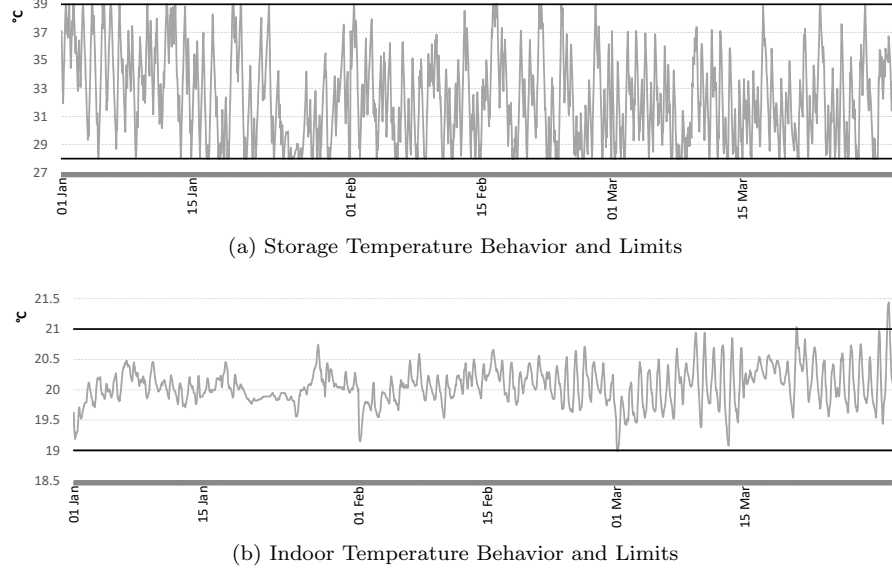 39
°C
37
35
33
31
29
27
01 Jan
15 Jan
01 Feb
15 Feb
01 Mar
15 Mar
(a) Storage Temperature Behavior and Limits
21.5
°C
21
20.5
20
19.5
19
18.5
01 Jan
15 Jan
01 Feb
15 Feb
01 Mar
15 Mar
(b) Indoor Temperature Behavior and Limits